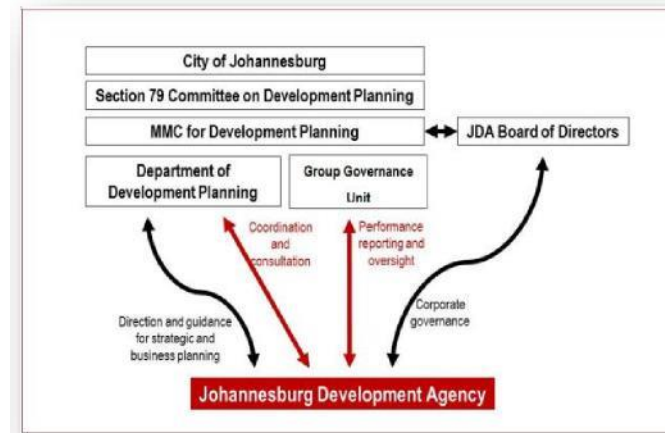 City of Johannesburg
Section 79 Committee on Development Planning
MMC for Development Planning
JDA Board of Directors
Department of
Development Planning
Group Governance
Unit
Coordination
and
consultation
Performance
reporting and
oversight
Direction and guidance
for strategic and
business planning
Corporate
governance
Johannesburg Development Agency